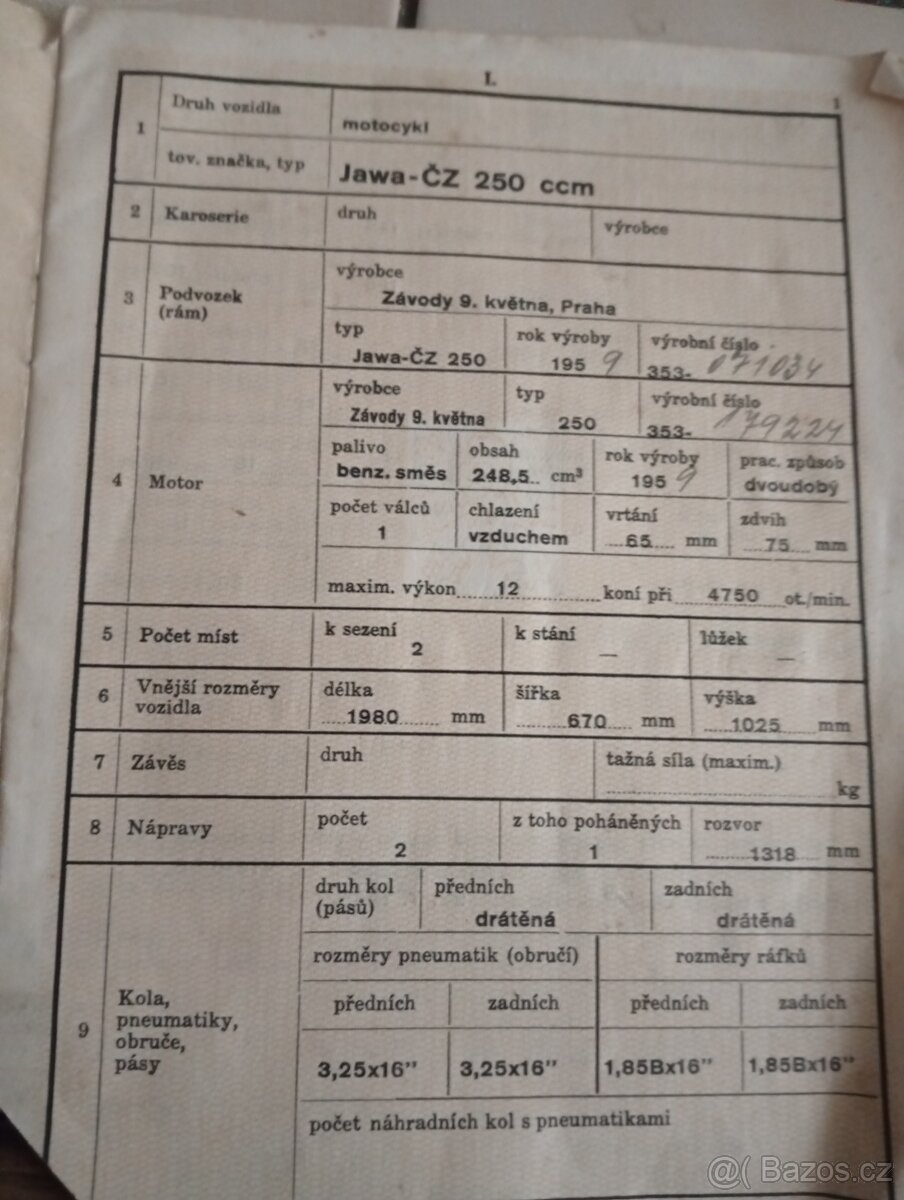 I.
1
1
Druh vozidla
motocykl
tov. značka, typ
Jawa-ČZ 250 ccm
2
Karoserie
druh
výrobce
3
Podvozek
(rám)
výrobce
Závody 9. května, Praha
typ
Jawa-ČZ 250
rok výroby
1959
výrobní číslo
353- 071034
4
Motor
výrobce
Závody 9. května
typ
250
výrobní číslo
353- 179224
palivo
benz. směs
obsah
248,5.. cm³
rok výroby
1959
prac. způsob
dvoudobý
počet válců
1
chlazení
vzduchem
vrtání
65 mm
zdvih
75 mm
maxim. výkon 12 koní při 4750 ot./min.
5
Počet míst
k sezení
2
k stání
—
lůžek
—
6
Vnější rozměry
vozidla
délka
1980 mm
šířka
670 mm
výška
1025 mm
7
Závěs
druh
tažná síla (maxim.)
kg
8
Nápravy
počet
2
z toho poháněných
1
rozvor
1318 mm
9
Kola,
pneumatiky,
obruče,
pásy
druh kol
(pásů)
předních
drátěná
zadních
drátěná
rozměry pneumatik (obručí)
rozměry ráfků
předních
zadních
předních
zadních
3,25x16"
3,25x16"
1,85Bx16"
1,85Bx16"
počet náhradních kol s pneumatikami
@( Bazos.cz